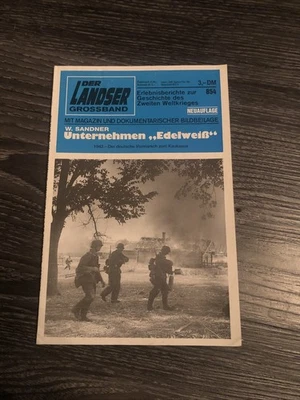 DER
LANDSER
GROSSBAND
3,- DM
Erlebnisberichte zur
Geschichte des
Zweiten Weltkrieges
854
NEUAUFLAGE
MIT MAGAZIN UND DOKUMENTARISCHER BILDBEILAGE
W. SANDNER
Unternehmen „Edelweiß“